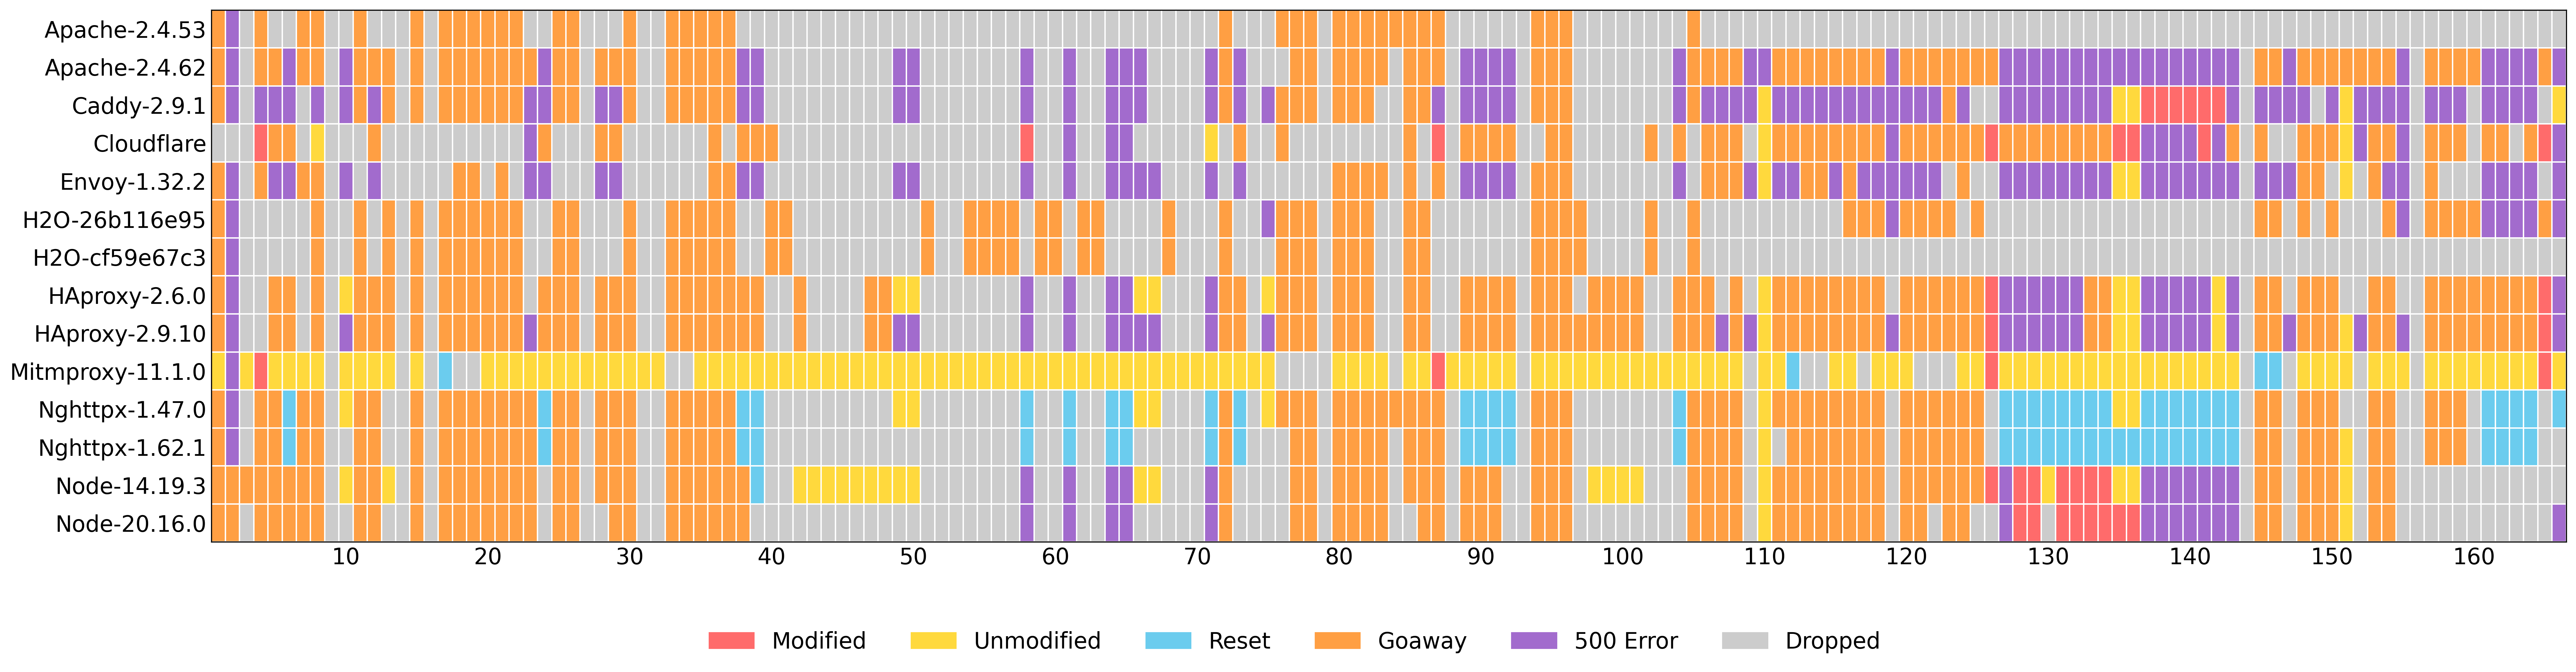 Apache-2.4.53
Apache-2.4.62
Caddy-2.9.1
Cloudflare
Envoy-1.32.2
H2O-26b116e95
H2O-cf59e67c3
HAproxy-2.6.0
HAproxy-2.9.10
Mitmproxy-11.1.0
Nghttpx-1.47.0
Nghttpx-1.62.1
Node-14.19.3
Node-20.16.0
10 20 30 40 50 60 70 80 90 100 110 120 130 140 150 160
Modified Unmodified Reset Goaway 500 Error Dropped